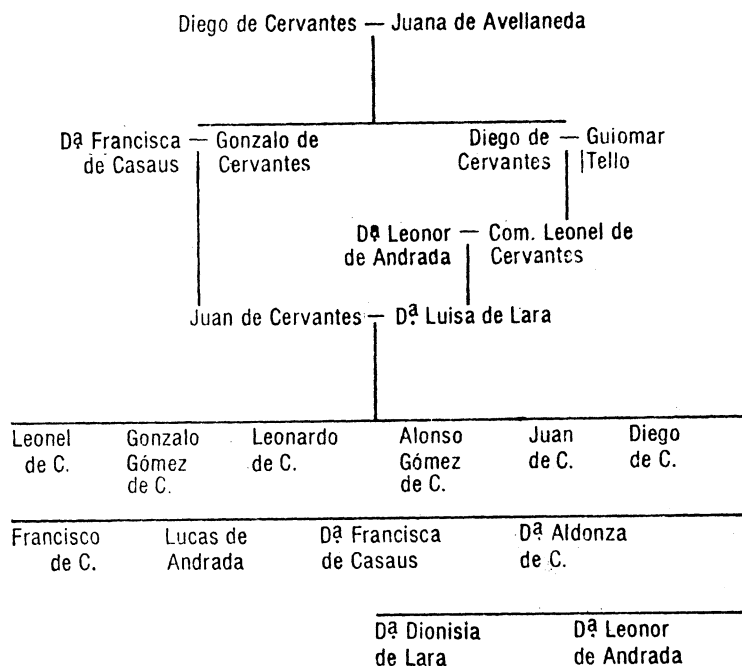 Diego de Cervantes — Juana de Avellaneda
Dª Francisca — Gonzalo de Diego de — Guiomar
de Casaus Cervantes Cervantes Tello
Dª Leonor — Com. Leonel de
de Andrada Cervantes
Juan de Cervantes — Dª. Luisa de Lara
Leonel Gonzalo Leonardo Alonso Juan Diego
de C. Gómez de C. Gómez de C. de C.
de C. de C.
Francisco Lucas de Dª. Francisca Dª. Aldonza
de C. Andrada de Casaus de C.
Dª Dionisia Dª. Leonor
de Lara de Andrada